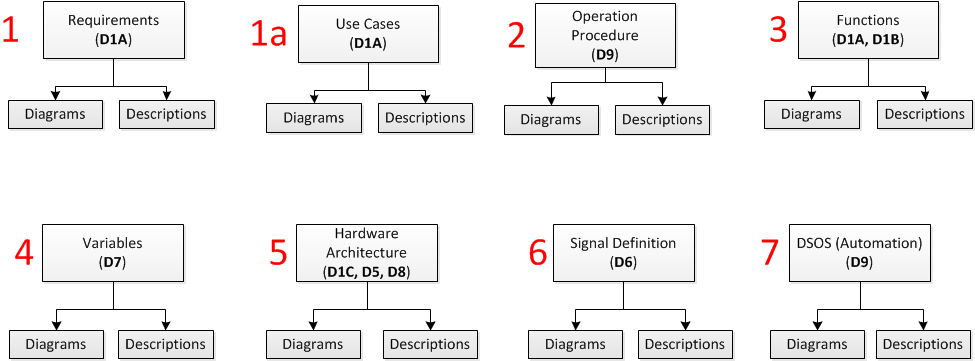 1
Requirements
(D1A)
Diagrams
Descriptions
1a
Use Cases
(D1A)
Diagrams
Descriptions
2
Operation
Procedure
(D9)
Diagrams
Descriptions
3
Functions
(D1A, D1B)
Diagrams
Descriptions
4
Variables
(D7)
Diagrams
Descriptions
5
Hardware
Architecture
(D1C, D5, D8)
Diagrams
Descriptions
6
Signal Definition
(D6)
Diagrams
Descriptions
7
DSOS (Automation)
(D9)
Diagrams
Descriptions